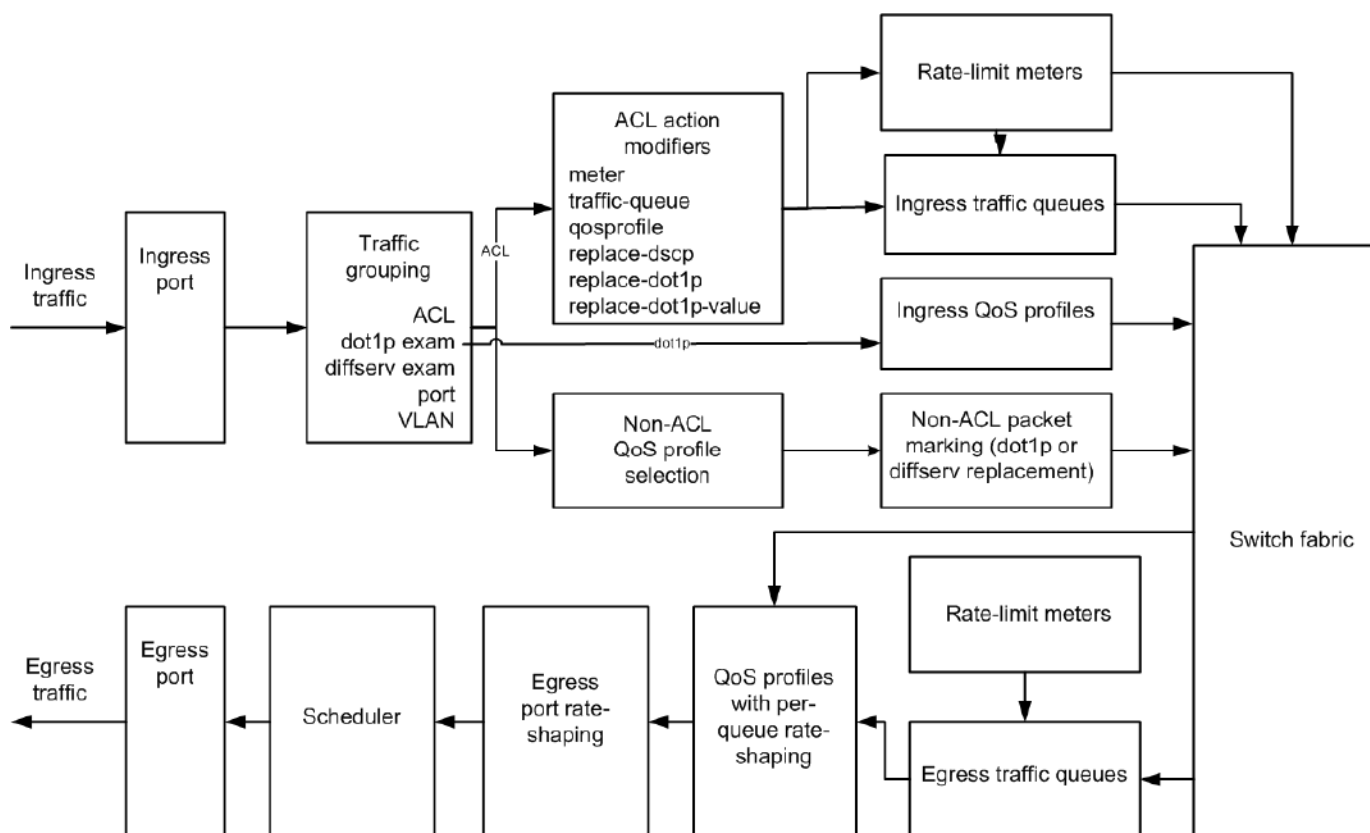 Rate-limit meters
ACL action
modifiers
meter
traffic-queue
qosprofile
replace-dscp
replace-dot1p
replace-dot1p-value
Ingress traffic queues
Ingress
traffic
Ingress
port
Traffic
grouping
ACL
dot1p exam
diffserv exam
port
VLAN
ACL
dot1p
Ingress QoS profiles
Non-ACL
QoS profile
selection
Non-ACL packet
marking (dot1p or
diffserv replacement)
Switch fabric
Rate-limit meters
Egress
traffic
Egress
port
Scheduler
Egress
port rate-
shaping
QoS profiles
with per-
queue rate-
shaping
Egress traffic queues